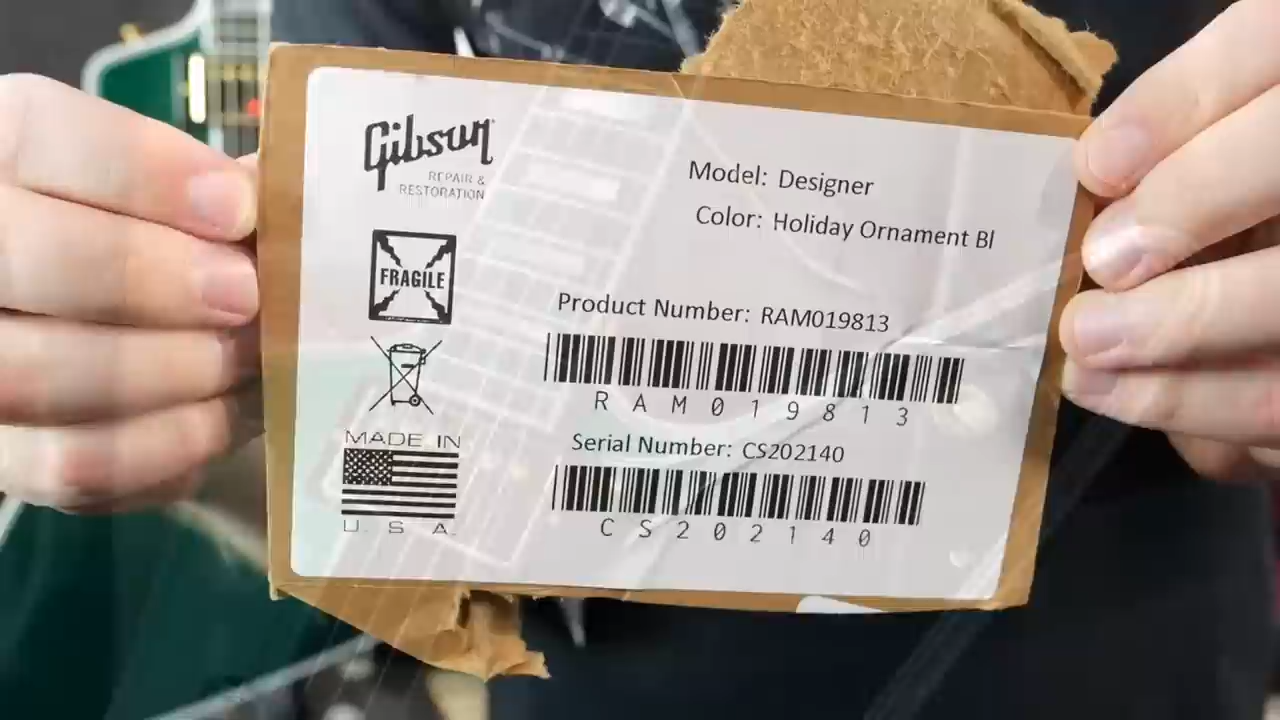 Gibson
REPAIR &
RESTORATION
FRAGILE
MADE IN
U. S. A.
Model: Designer
Color: Holiday Ornament Bl
Product Number: RAM019813
RAM019813
Serial Number: CS202140
CS202140